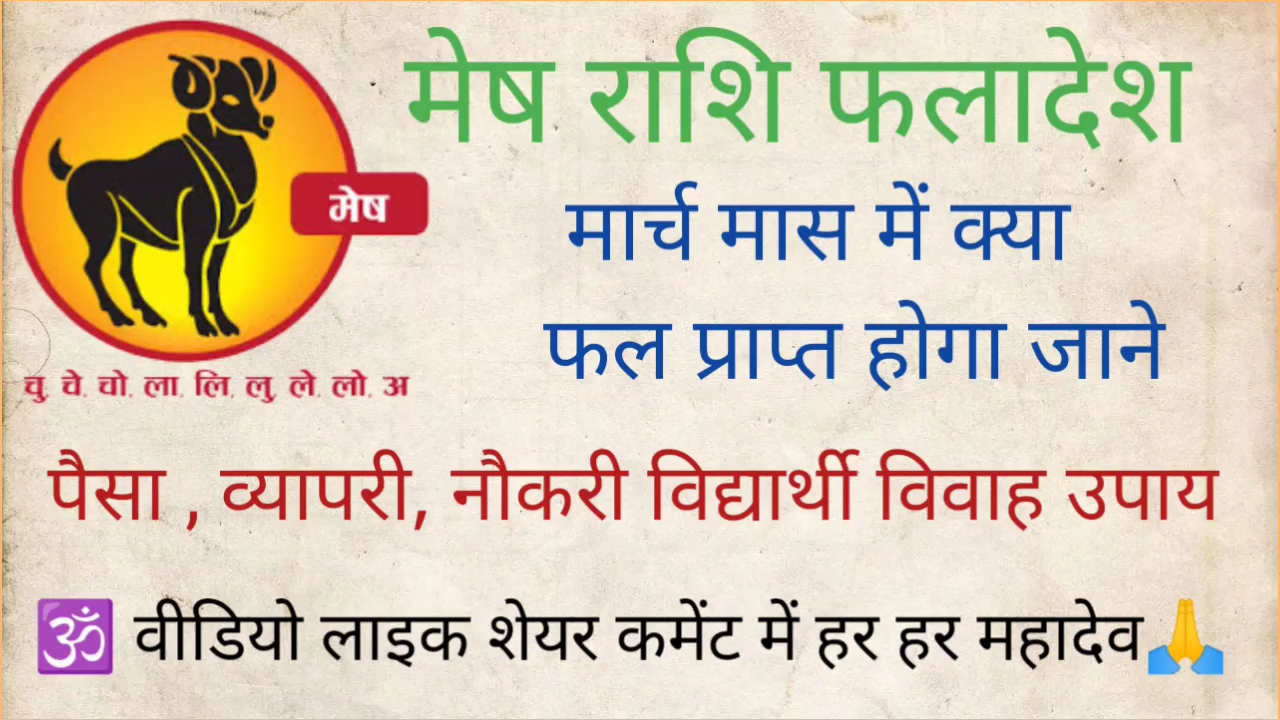 मेष राशि फलादेश
मेष
मार्च मास में क्या
फल प्राप्त होगा जाने
चु. चे. चो. ला. लि. लु. ले. लो. अ
पैसा , व्यापरी, नौकरी विद्यार्थी विवाह उपाय
🕉 वीडियो लाइक शेयर कमेंट में हर हर महादेव🙏